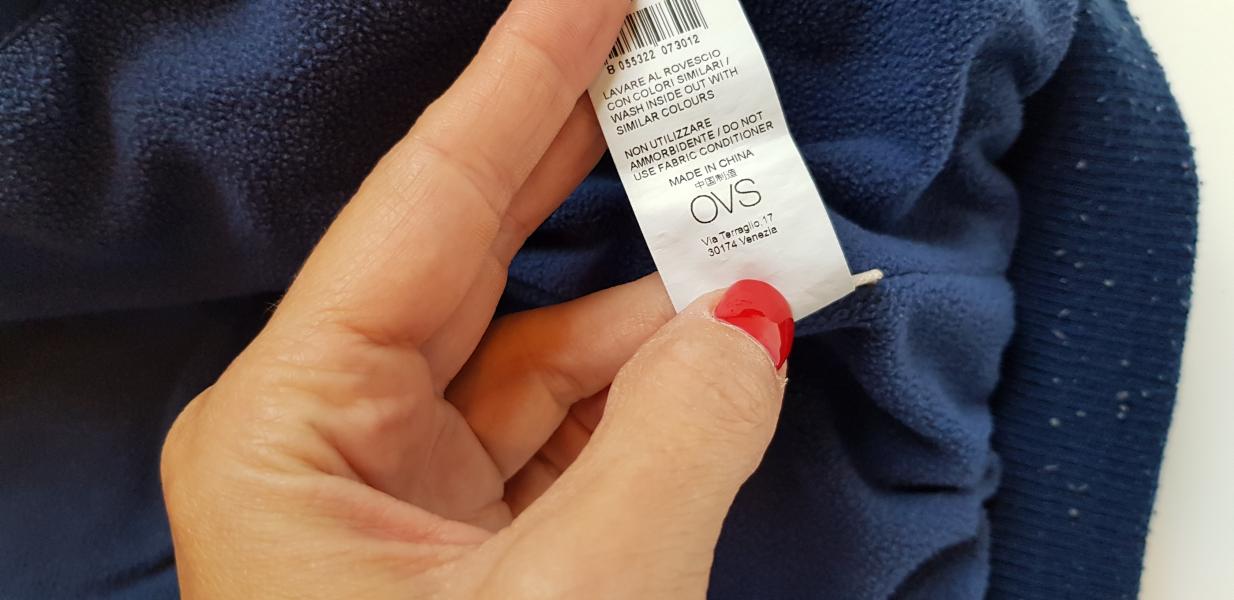 8 055322 073012
LAVARE AL ROVESCIO
CON COLORI SIMILARI /
WASH INSIDE OUT WITH
SIMILAR COLOURS
NON UTILIZZARE
AMMORBIDENTE / DO NOT
USE FABRIC CONDITIONER
MADE IN CHINA
中国制造
OVS
Via Terraglio 17
30174 Venezia